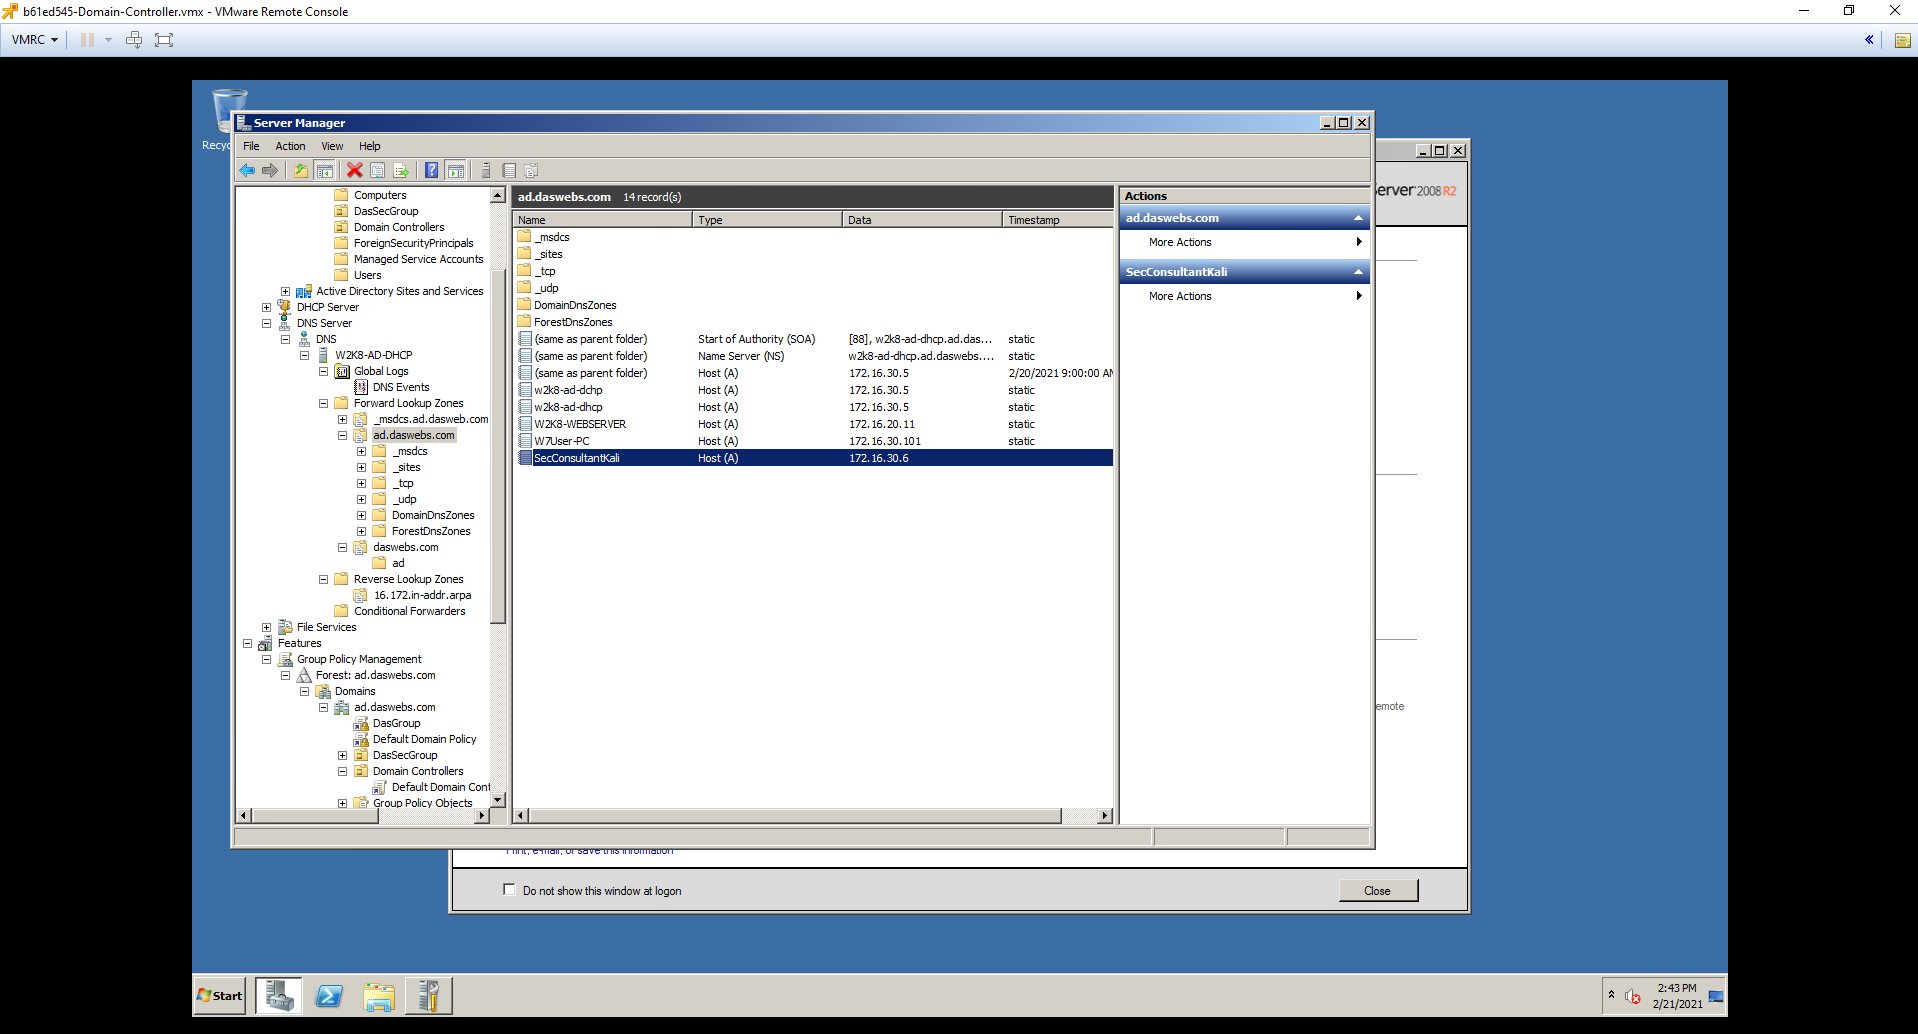 b61ed545-Domain-Controller.vmx - VMware Remote Console
VMRC
Recyc
Server Manager
File Action View Help
Computers
DasSecGroup
Domain Controllers
ForeignSecurityPrincipals
Managed Service Accounts
Users
Active Directory Sites and Services
DHCP Server
DNS Server
DNS
W2K8-AD-DHCP
Global Logs
DNS Events
Forward Lookup Zones
_msdcs.ad.dasweb.com
ad.daswebs.com
_msdcs
_sites
_tcp
_udp
DomainDnsZones
ForestDnsZones
daswebs.com
ad
Reverse Lookup Zones
16.172.in-addr.arpa
Conditional Forwarders
File Services
Features
Group Policy Management
Forest: ad.daswebs.com
Domains
ad.daswebs.com
DasGroup
Default Domain Policy
DasSecGroup
Domain Controllers
Default Domain Cont
Group Policy Objects
ad.daswebs.com 14 record(s)
Name Type Data Timestamp
_msdcs
_sites
_tcp
_udp
DomainDnsZones
ForestDnsZones
(same as parent folder) Start of Authority (SOA) [88], w2k8-ad-dhcp.ad.das... static
(same as parent folder) Name Server (NS) w2k8-ad-dhcp.ad.daswebs.... static
(same as parent folder) Host (A) 172.16.30.5 2/20/2021 9:00:00 AM
w2k8-ad-dchp Host (A) 172.16.30.5 static
w2k8-ad-dhcp Host (A) 172.16.30.5 static
W2K8-WEBSERVER Host (A) 172.16.20.11 static
W7User-PC Host (A) 172.16.30.101 static
SecConsultantKali Host (A) 172.16.30.6
Actions
ad.daswebs.com
More Actions
SecConsultantKali
More Actions
Server 2008 R2
emote
Print, e-mail, or save this information
Do not show this window at logon
Close
Start
2:43 PM
2/21/2021